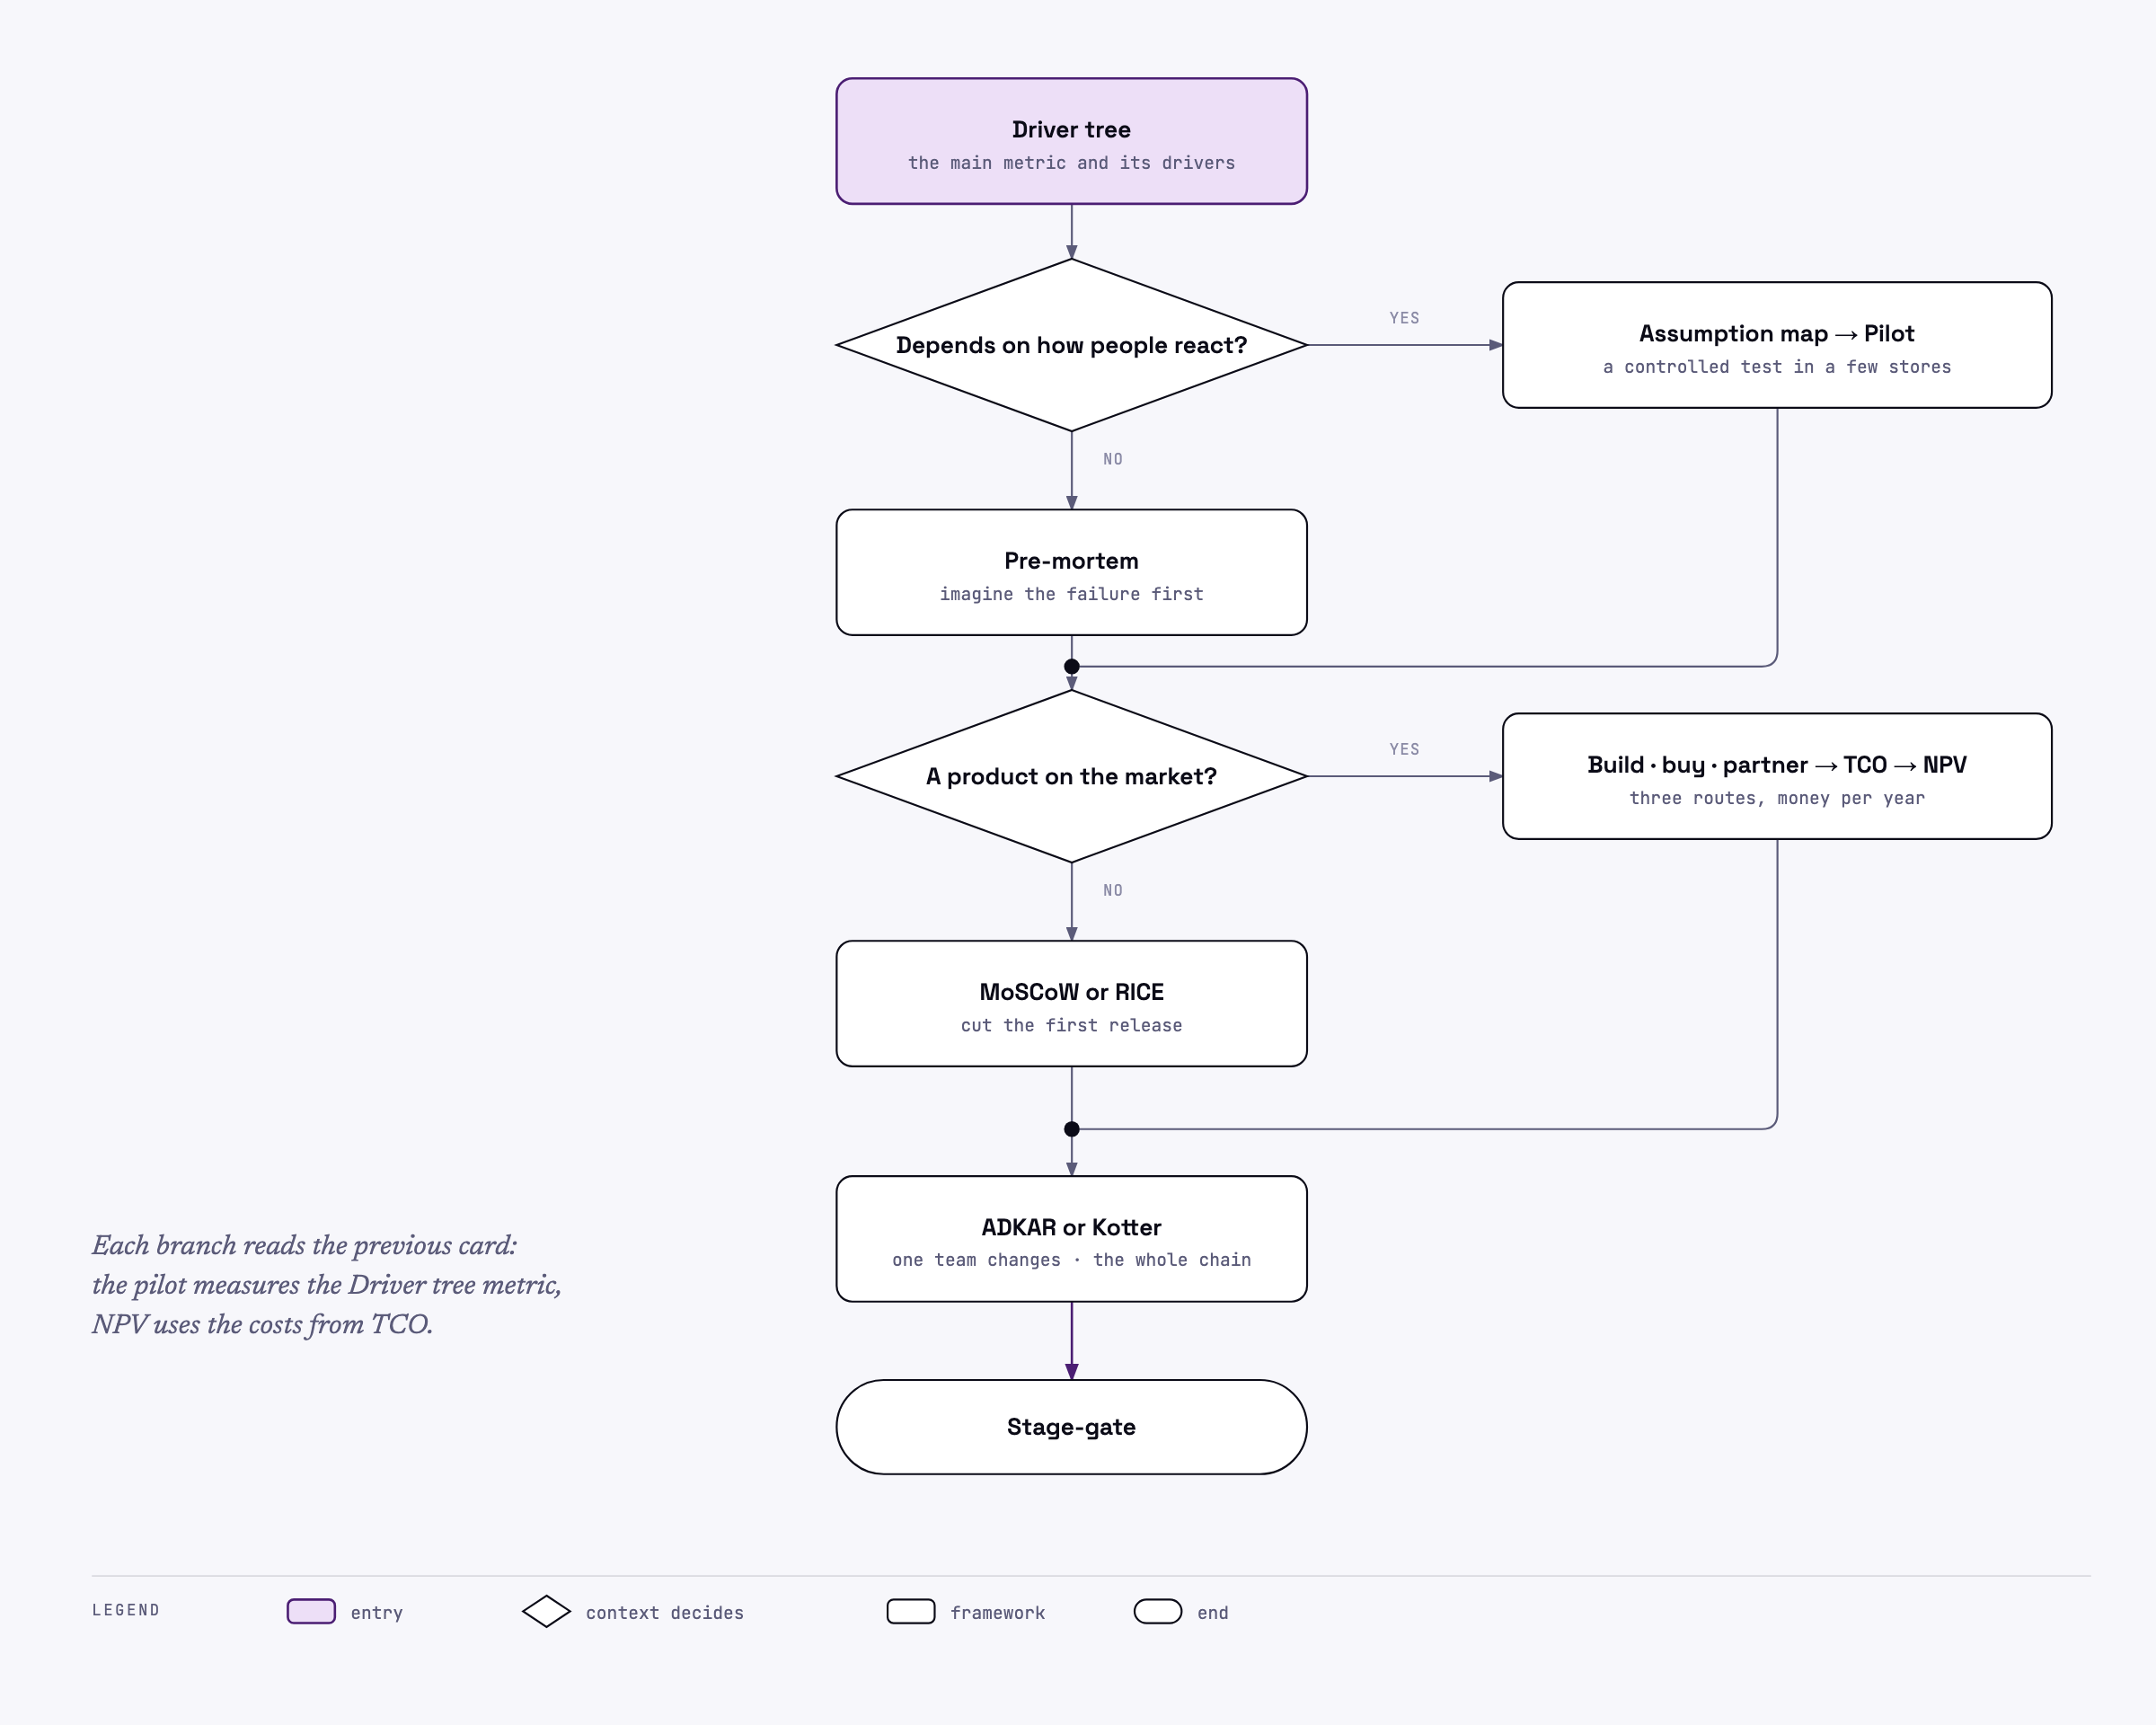 Driver tree
the main metric and its drivers
Depends on how people react?
YES
Assumption map → Pilot
a controlled test in a few stores
NO
Pre-mortem
imagine the failure first
A product on the market?
YES
Build · buy · partner → TCO → NPV
three routes, money per year
NO
MoSCoW or RICE
cut the first release
ADKAR or Kotter
one team changes · the whole chain
Each branch reads the previous card:
the pilot measures the Driver tree metric,
NPV uses the costs from TCO.
Stage-gate
LEGEND
entry
context decides
framework
end